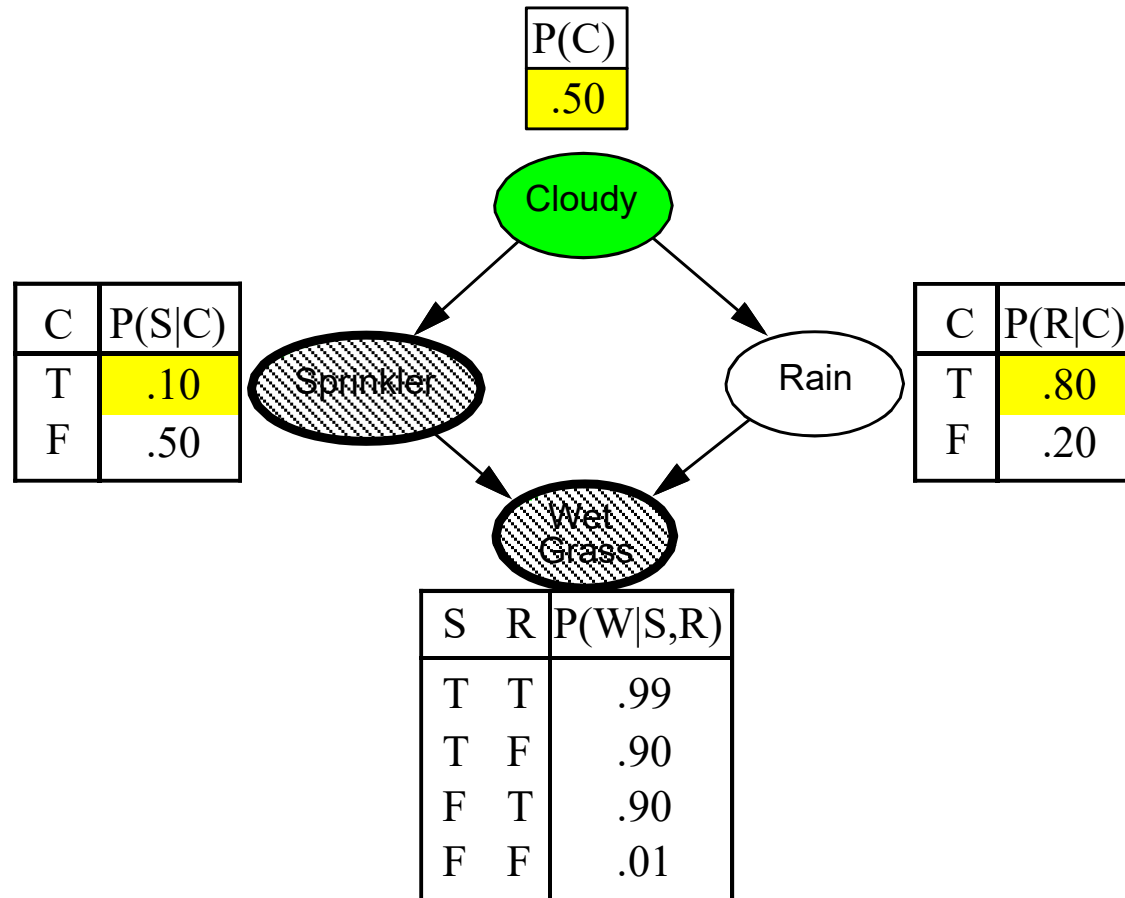 P(C)
.50
Cloudy
C P(S|C)
T .10
F .50
Sprinkler
Rain
C P(R|C)
T .80
F .20
Wet
Grass
S R P(W|S,R)
T T .99
T F .90
F T .90
F F .01